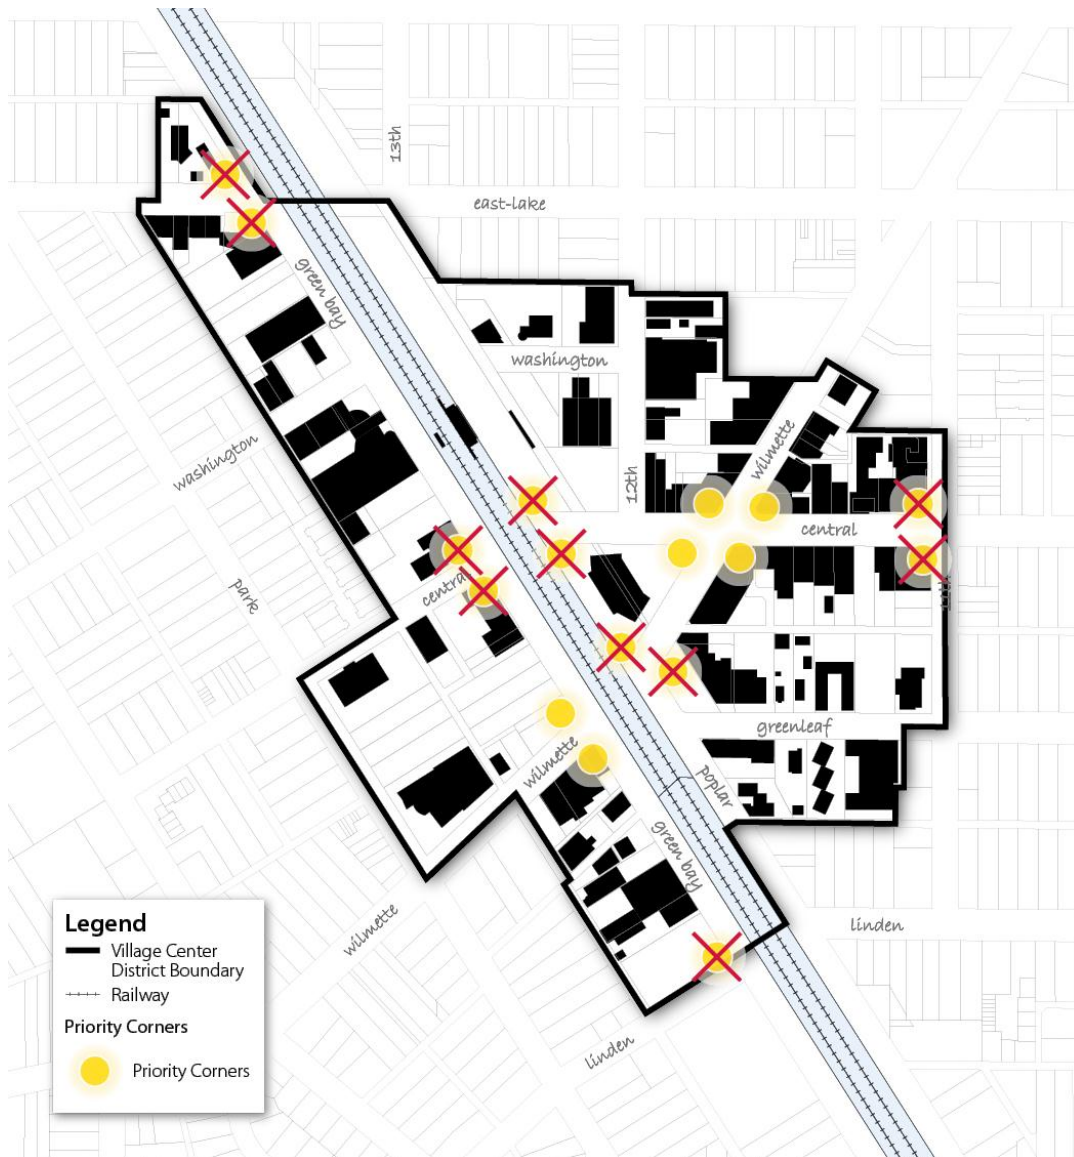 13th
east-lake
green bay
washington
wilmette
washington
12th
central
central
park
11th
greenleaf
wilmette
poplar
green bay
wilmette
linden
linden
Legend
Village Center
District Boundary
Railway
Priority Corners
Priority Corners